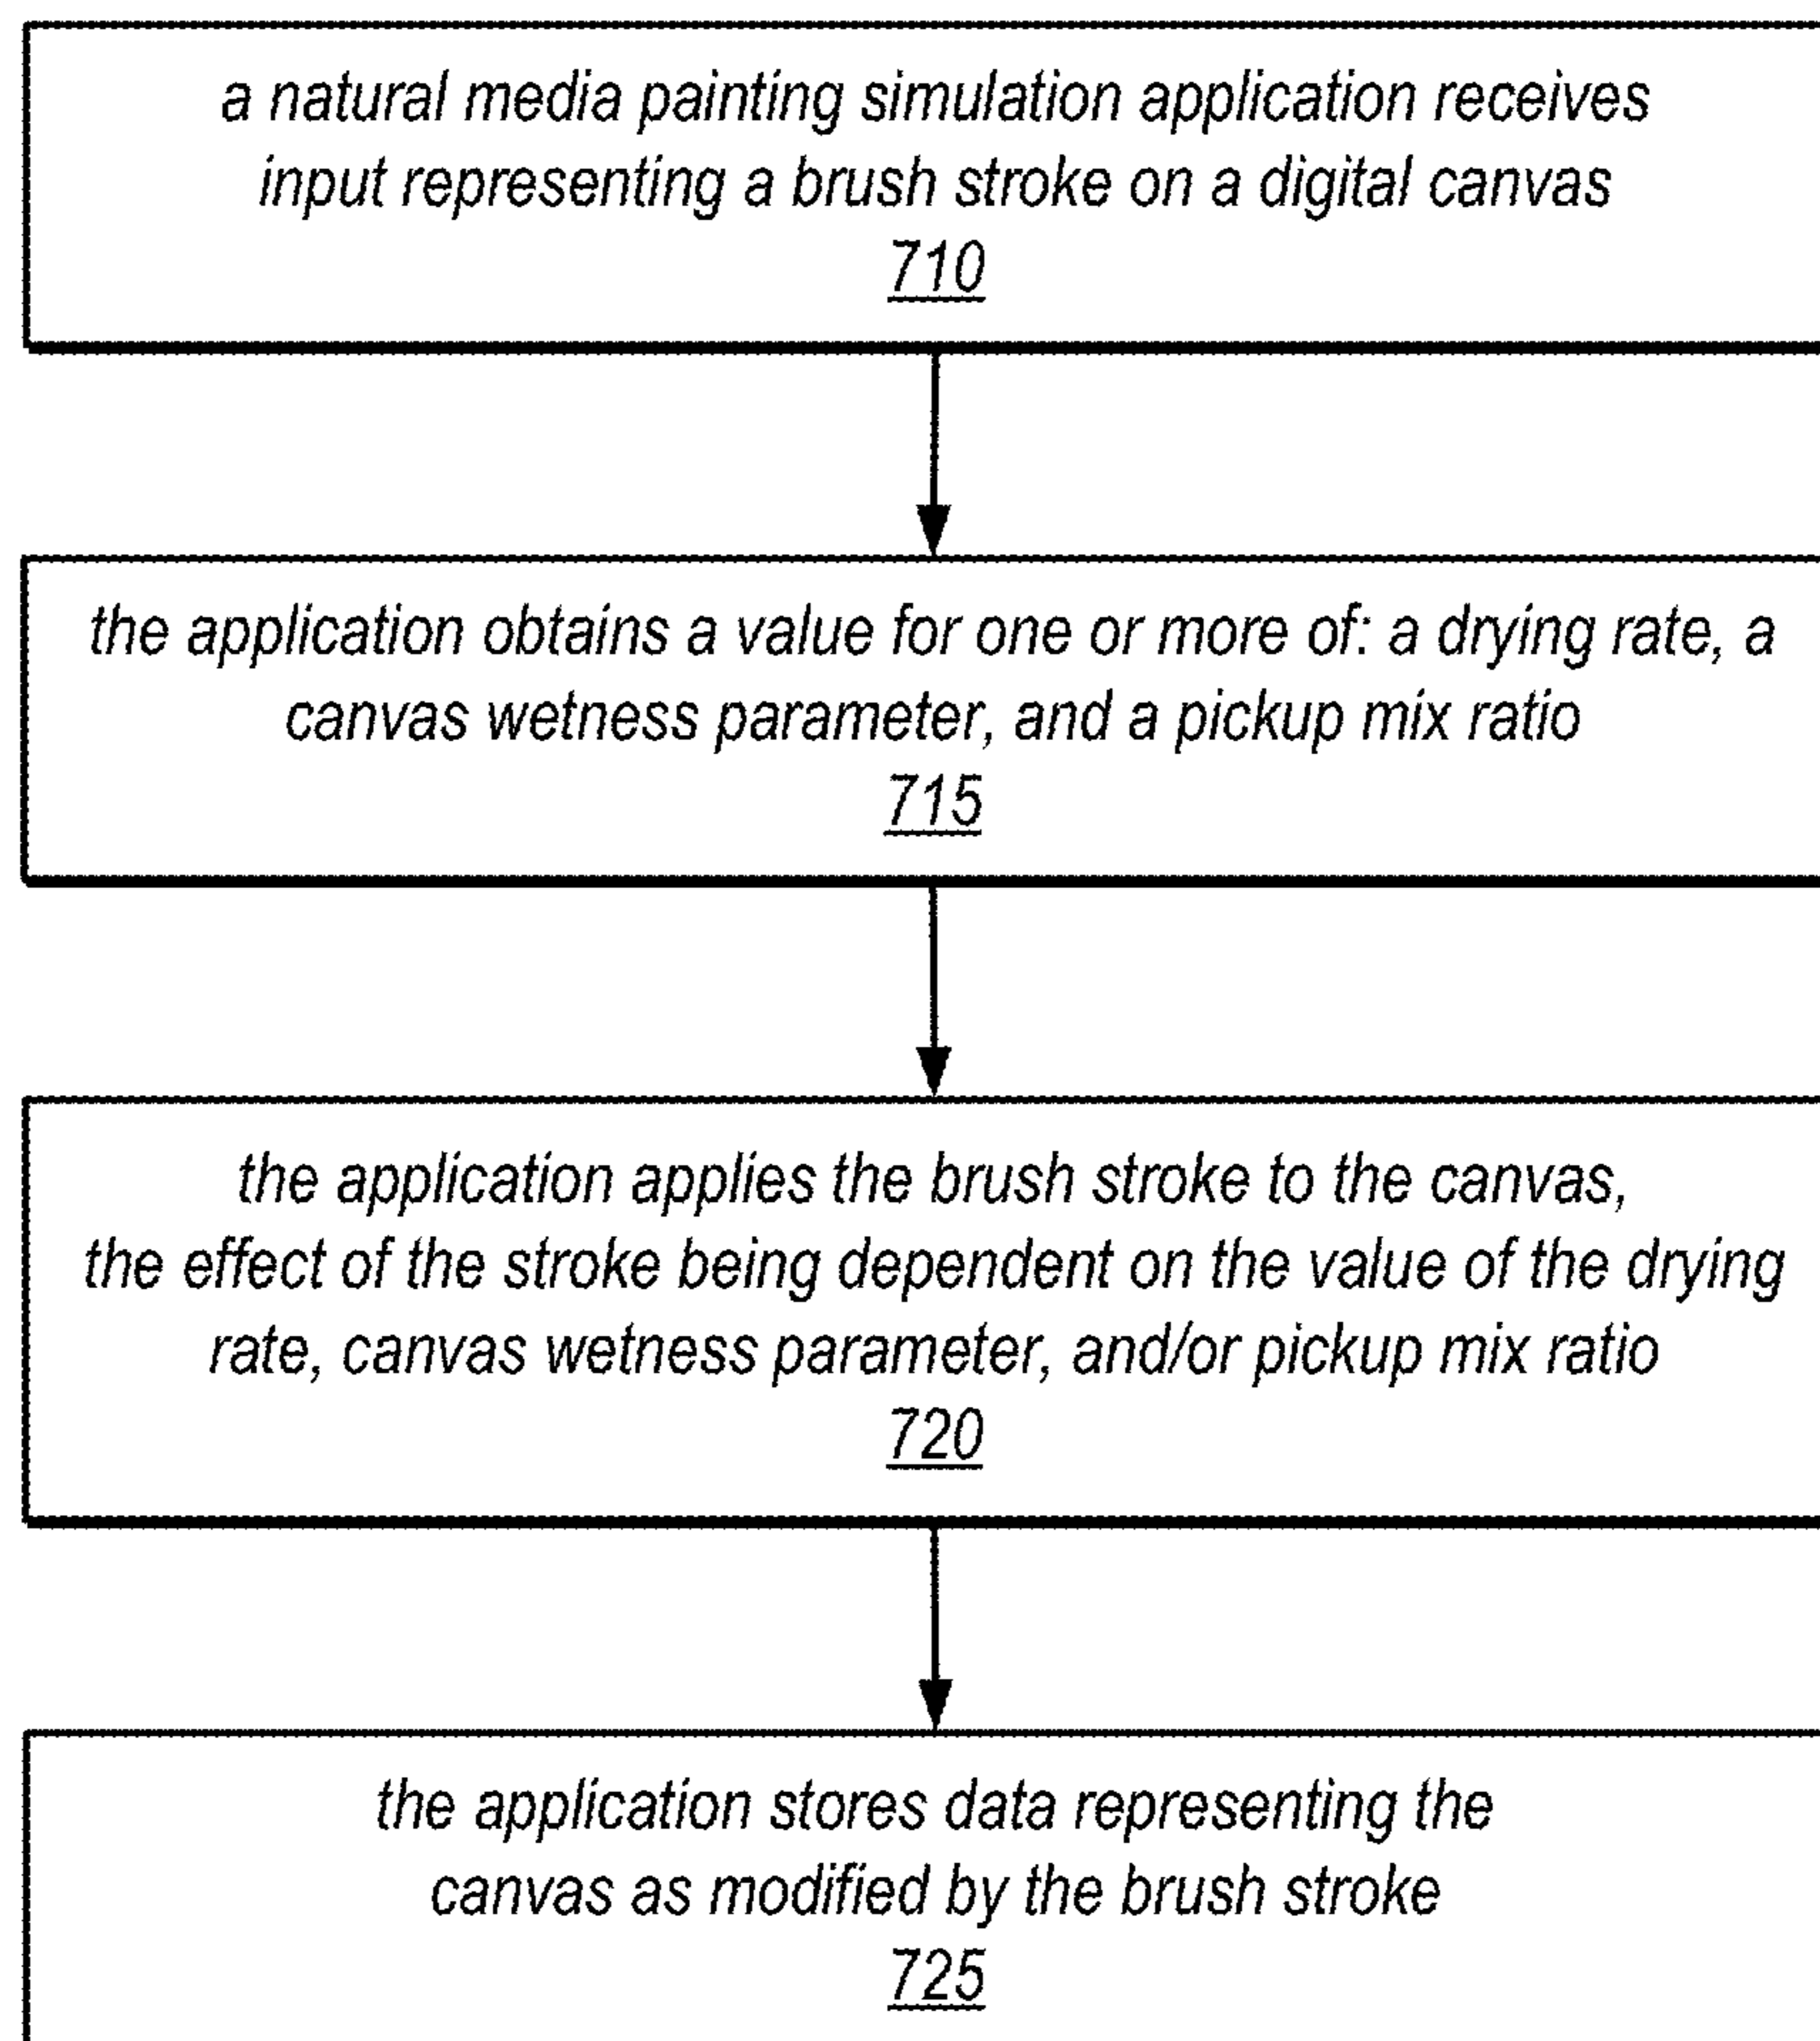 a natural media painting simulation application receives
input representing a brush stroke on a digital canvas
710
the application obtains a value for one or more of: a drying rate, a
canvas wetness parameter, and a pickup mix ratio
715
the application applies the brush stroke to the canvas,
the effect of the stroke being dependent on the value of the drying
rate, canvas wetness parameter, and/or pickup mix ratio
720
the application stores data representing the
canvas as modified by the brush stroke
725